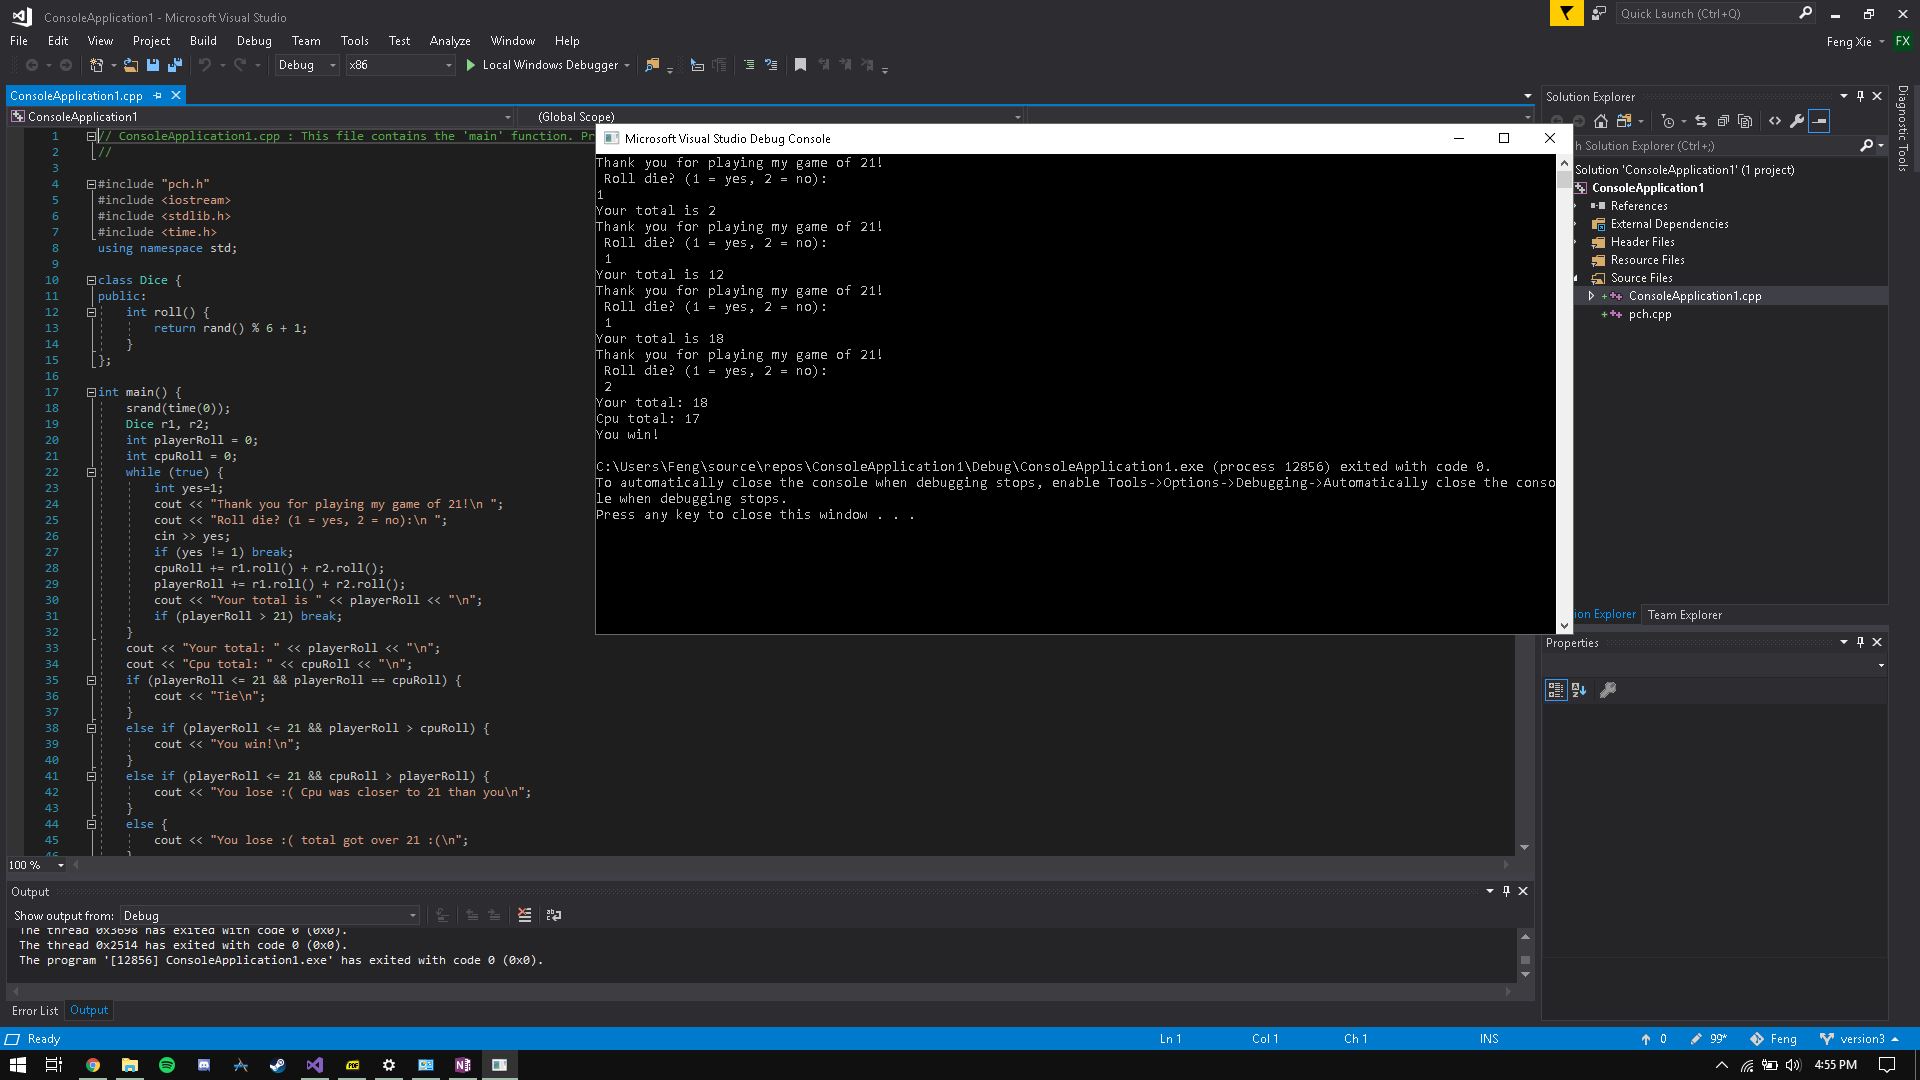 ConsoleApplication1 - Microsoft Visual Studio
Quick Launch (Ctrl+Q)
File Edit View Project Build Debug Team Tools Test Analyze Window Help
Feng Xie FX
Debug x86 Local Windows Debugger
ConsoleApplication1.cpp
ConsoleApplication1 (Global Scope)
1 // ConsoleApplication1.cpp : This file contains the 'main' function. Pr
2 //
3
4 #include "pch.h"
5 #include <iostream>
6 #include <stdlib.h>
7 #include <time.h>
8 using namespace std;
9
10 class Dice {
11 public:
12 int roll() {
13 return rand() % 6 + 1;
14 }
15 };
16
17 int main() {
18 srand(time(0));
19 Dice r1, r2;
20 int playerRoll = 0;
21 int cpuRoll = 0;
22 while (true) {
23 int yes=1;
24 cout << "Thank you for playing my game of 21!\n ";
25 cout << "Roll die? (1 = yes, 2 = no):\n ";
26 cin >> yes;
27 if (yes != 1) break;
28 cpuRoll += r1.roll() + r2.roll();
29 playerRoll += r1.roll() + r2.roll();
30 cout << "Your total is " << playerRoll << "\n";
31 if (playerRoll > 21) break;
32 }
33 cout << "Your total: " << playerRoll << "\n";
34 cout << "Cpu total: " << cpuRoll << "\n";
35 if (playerRoll <= 21 && playerRoll == cpuRoll) {
36 cout << "Tie\n";
37 }
38 else if (playerRoll <= 21 && playerRoll > cpuRoll) {
39 cout << "You win!\n";
40 }
41 else if (playerRoll <= 21 && cpuRoll > playerRoll) {
42 cout << "You lose :( Cpu was closer to 21 than you\n";
43 }
44 else {
45 cout << "You lose :( total got over 21 :(\n";
46 }
100 %
Microsoft Visual Studio Debug Console
Thank you for playing my game of 21!
Roll die? (1 = yes, 2 = no):
1
Your total is 2
Thank you for playing my game of 21!
Roll die? (1 = yes, 2 = no):
1
Your total is 12
Thank you for playing my game of 21!
Roll die? (1 = yes, 2 = no):
1
Your total is 18
Thank you for playing my game of 21!
Roll die? (1 = yes, 2 = no):
2
Your total: 18
Cpu total: 17
You win!
C:\Users\Feng\source\repos\ConsoleApplication1\Debug\ConsoleApplication1.exe (process 12856) exited with code 0.
To automatically close the console when debugging stops, enable Tools->Options->Debugging->Automatically close the conso
le when debugging stops.
Press any key to close this window . . .
Solution Explorer
h Solution Explorer (Ctrl+;)
Solution 'ConsoleApplication1' (1 project)
ConsoleApplication1
References
External Dependencies
Header Files
Resource Files
Source Files
ConsoleApplication1.cpp
pch.cpp
ion Explorer Team Explorer
Properties
Diagnostic Tools
Output
Show output from: Debug
The thread 0x3698 has exited with code 0 (0x0).
The thread 0x2514 has exited with code 0 (0x0).
The program '[12856] ConsoleApplication1.exe' has exited with code 0 (0x0).
Error List Output
Ready Ln 1 Col 1 Ch 1 INS 0 99* Feng version3
4:55 PM